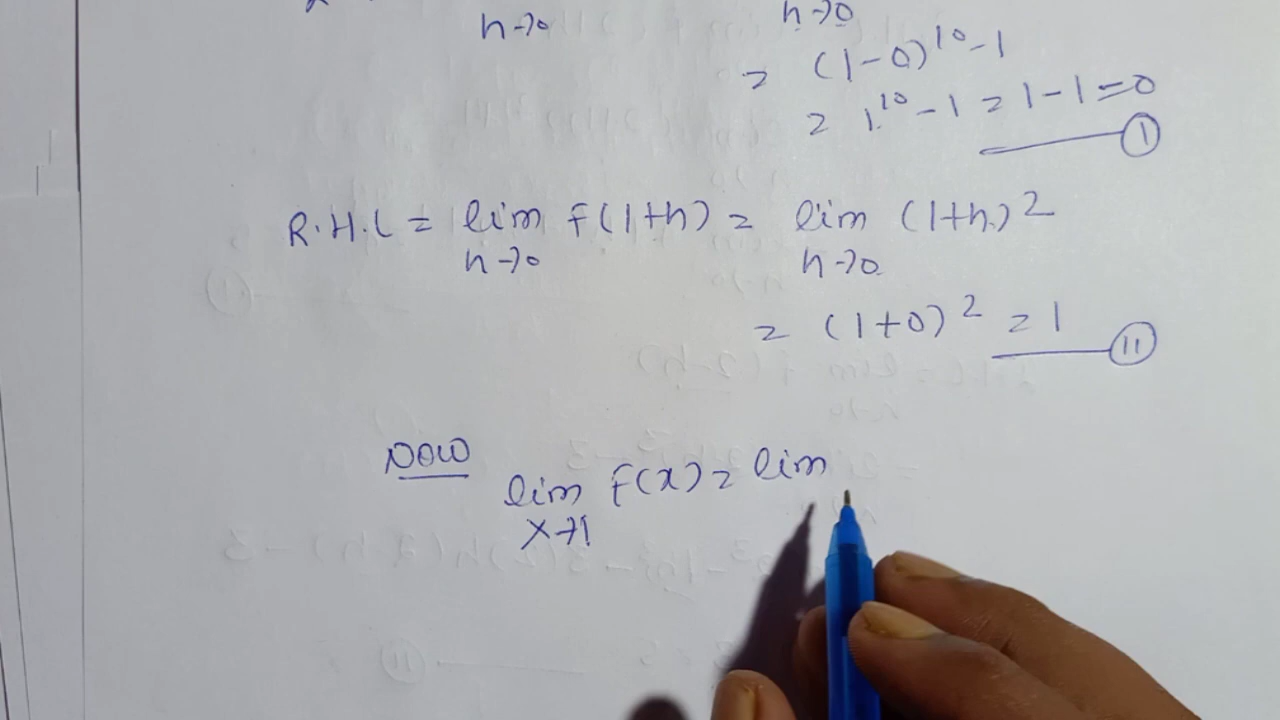 h→0 h→0
= (1-0)^10 - 1
= 1^10 - 1 = 1 - 1 = 0
I
R.H.L = lim f(1+h) = lim (1+h)^2
h→0 h→0
= (1+0)^2 = 1
II
Now
lim f(x) = lim
x→1